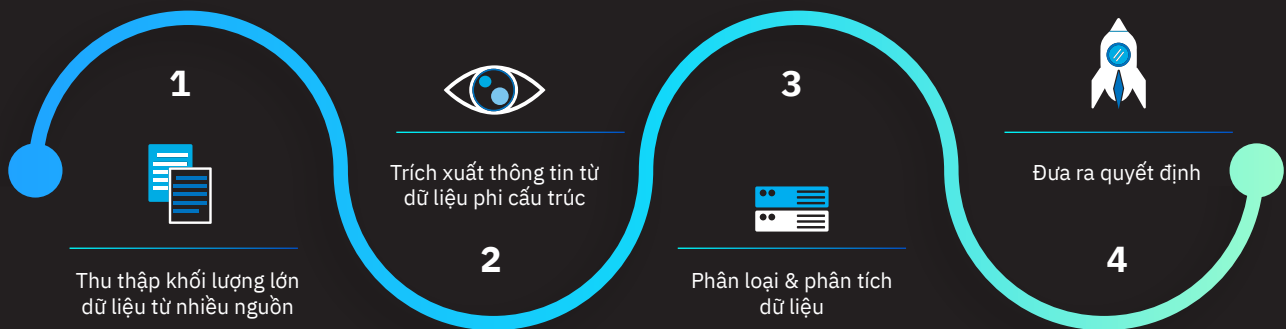 1
Thu thập khối lượng lớn
dữ liệu từ nhiều nguồn
Trích xuất thông tin từ
dữ liệu phi cấu trúc
2
3
Phân loại & phân tích
dữ liệu
Đưa ra quyết định
4